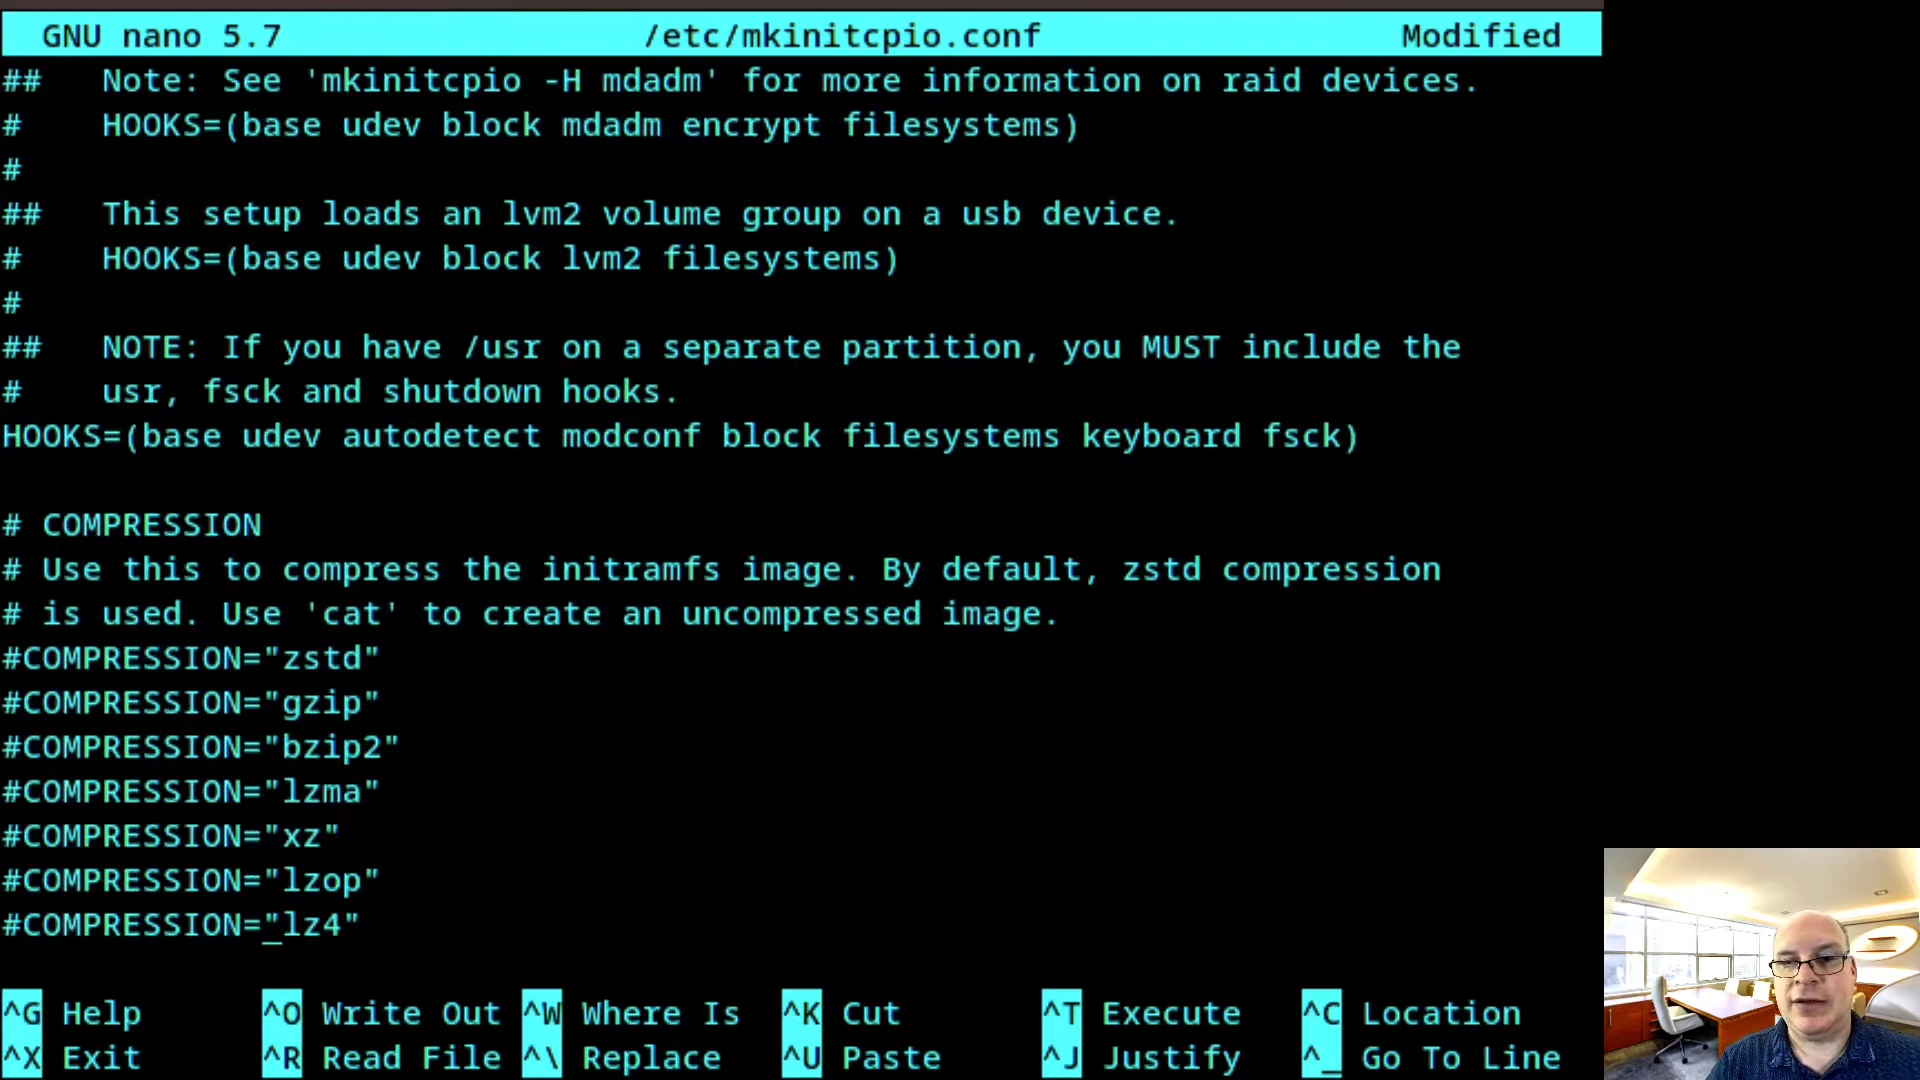 GNU nano 5.7 /etc/mkinitcpio.conf Modified
## Note: See 'mkinitcpio -H mdadm' for more information on raid devices.
# HOOKS=(base udev block mdadm encrypt filesystems)
#
## This setup loads an lvm2 volume group on a usb device.
# HOOKS=(base udev block lvm2 filesystems)
#
## NOTE: If you have /usr on a separate partition, you MUST include the
# usr, fsck and shutdown hooks.
HOOKS=(base udev autodetect modconf block filesystems keyboard fsck)
# COMPRESSION
# Use this to compress the initramfs image. By default, zstd compression
# is used. Use 'cat' to create an uncompressed image.
#COMPRESSION="zstd"
#COMPRESSION="gzip"
#COMPRESSION="bzip2"
#COMPRESSION="lzma"
#COMPRESSION="xz"
#COMPRESSION="lzop"
#COMPRESSION="lz4"
^G Help ^O Write Out ^W Where Is ^K Cut ^T Execute ^C Location
^X Exit ^R Read File ^\ Replace ^U Paste ^J Justify ^_ Go To Line